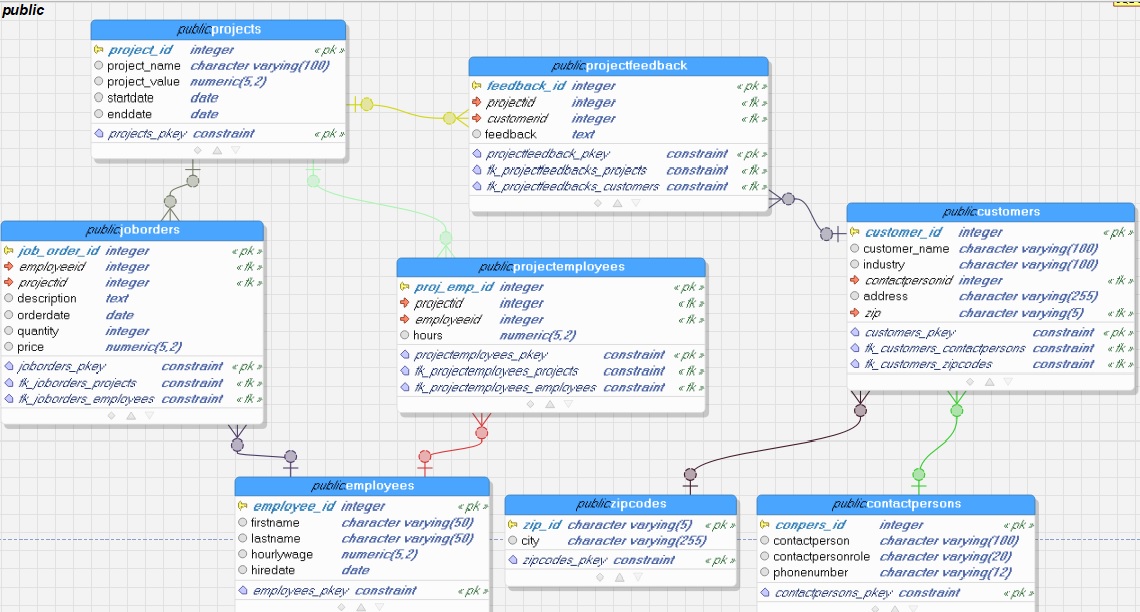 public
public.projects
project_id integer « pk »
project_name character varying(100)
project_value numeric(5,2)
startdate date
enddate date
projects_pkey constraint « pk »
public.projectfeedback
feedback_id integer « pk »
projectid integer « fk »
customerid integer « fk »
feedback text
projectfeedback_pkey constraint « pk »
fk_projectfeedbacks_projects constraint « fk »
fk_projectfeedbacks_customers constraint « fk »
public.joborders
job_order_id integer « pk »
employeeid integer « fk »
projectid integer « fk »
description text
orderdate date
quantity integer
price numeric(5,2)
joborders_pkey constraint « pk »
fk_joborders_projects constraint « fk »
fk_joborders_employees constraint « fk »
public.projectemployees
proj_emp_id integer « pk »
projectid integer « fk »
employeeid integer « fk »
hours numeric(5,2)
projectemployees_pkey constraint « pk »
fk_projectemployees_projects constraint « fk »
fk_projectemployees_employees constraint « fk »
public.customers
customer_id integer « pk »
customer_name character varying(100)
industry character varying(100)
contactpersonid integer « fk »
address character varying(255)
zip character varying(5) « fk »
customers_pkey constraint « pk »
fk_customers_contactpersons constraint « fk »
fk_customers_zipcodes constraint « fk »
public.employees
employee_id integer « pk »
firstname character varying(50)
lastname character varying(50)
hourlywage numeric(5,2)
hiredate date
employees_pkey constraint « pk »
public.zipcodes
zip_id character varying(5) « pk »
city character varying(255)
zipcodes_pkey constraint « pk »
public.contactpersons
conpers_id integer « pk »
contactperson character varying(100)
contactpersonrole character varying(20)
phonenumber character varying(12)
contactpersons_pkey constraint « pk »